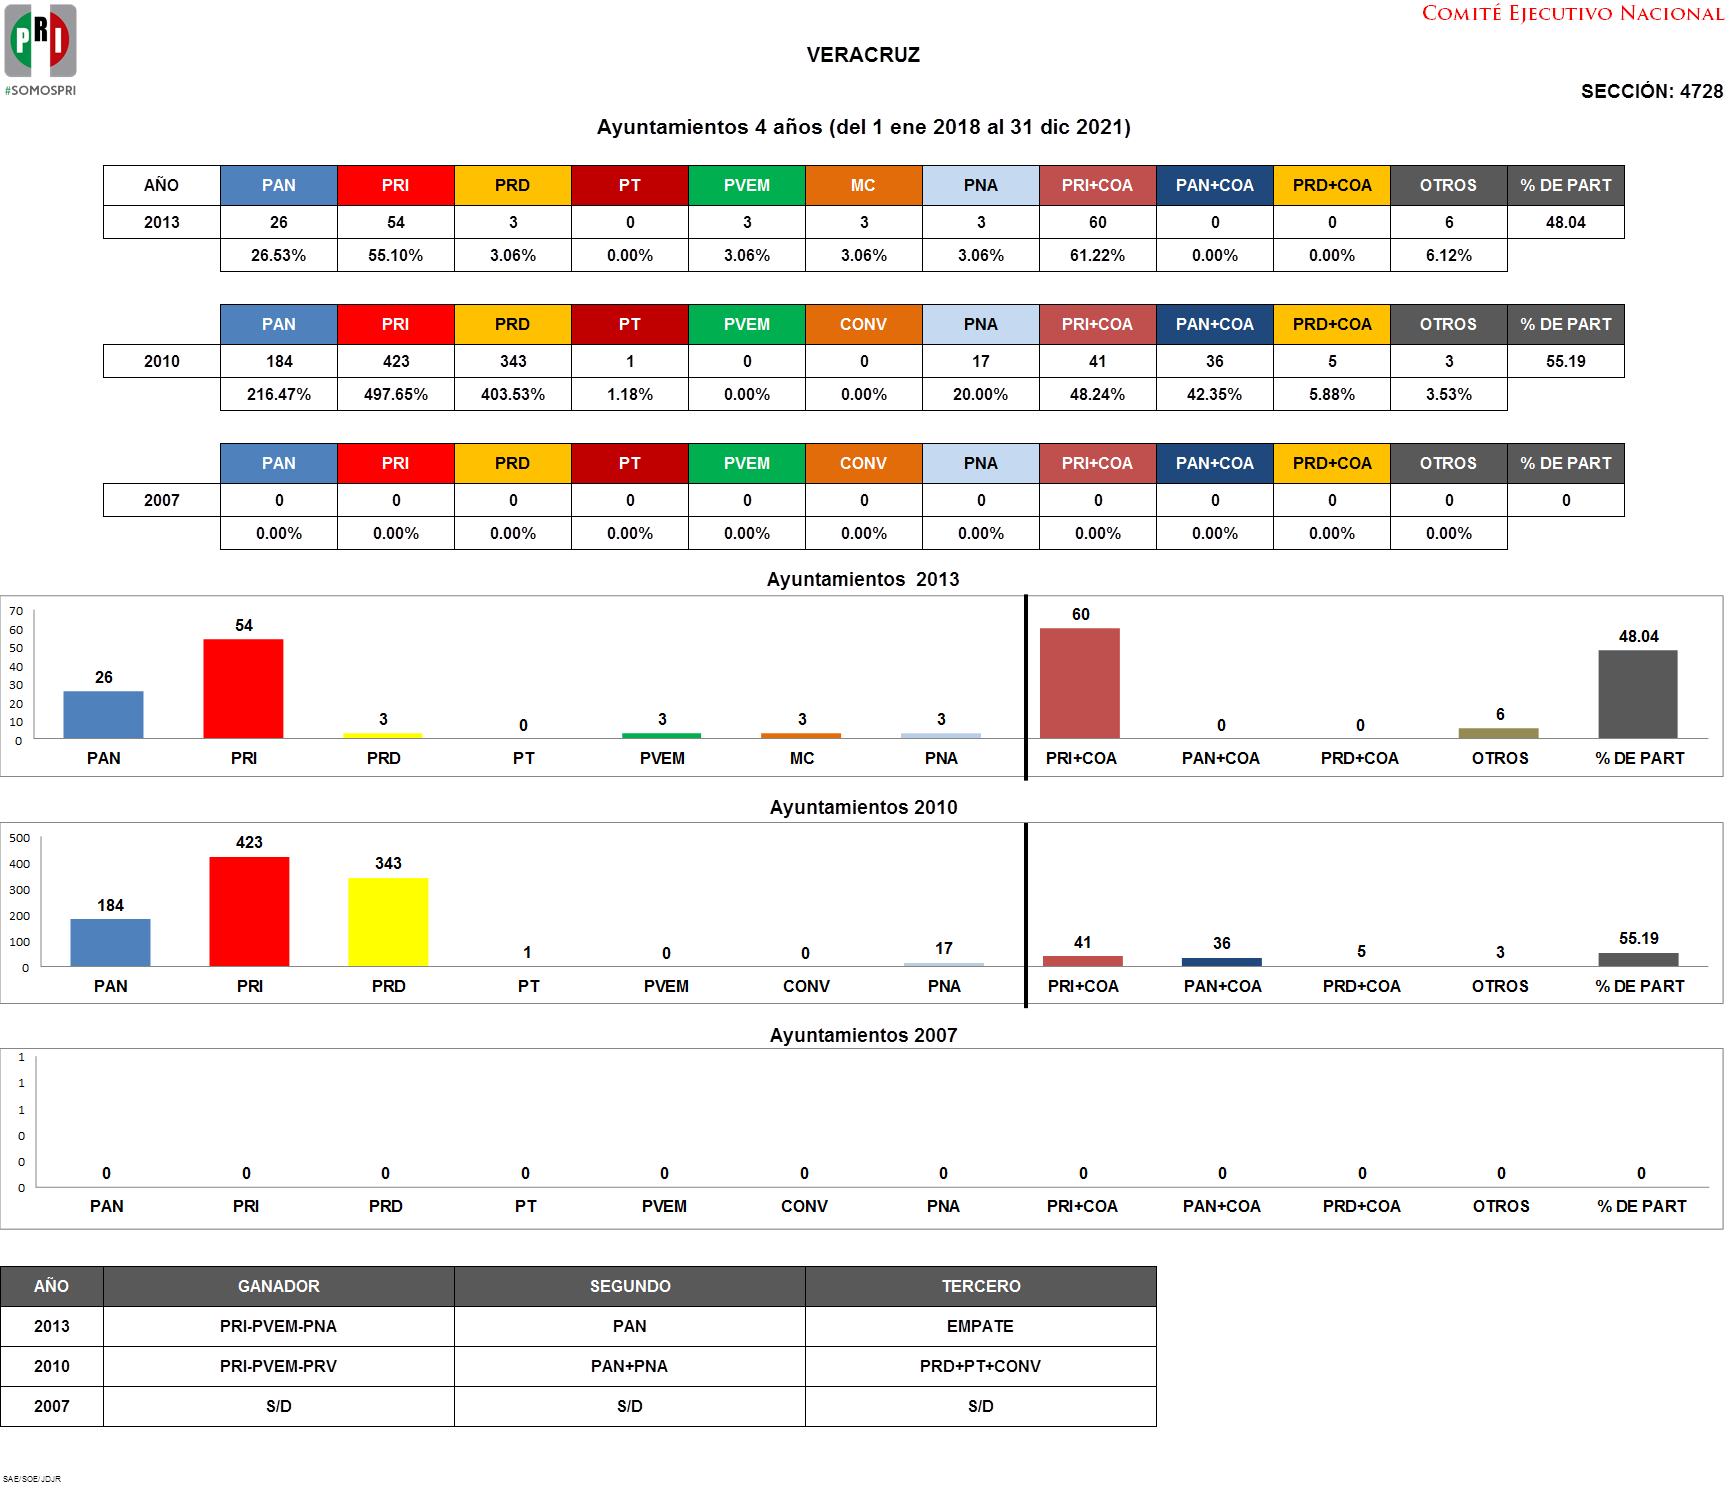 PRI
#SOMOSPRI
COMITÉ EJECUTIVO NACIONAL
VERACRUZ
SECCIÓN: 4728
Ayuntamientos 4 años (del 1 ene 2018 al 31 dic 2021)
AÑO PAN PRI PRD PT PVEM MC PNA PRI+COA PAN+COA PRD+COA OTROS % DE PART
2013 26 54 3 0 3 3 3 60 0 0 6 48.04
26.53% 55.10% 3.06% 0.00% 3.06% 3.06% 3.06% 61.22% 0.00% 0.00% 6.12%
PAN PRI PRD PT PVEM CONV PNA PRI+COA PAN+COA PRD+COA OTROS % DE PART
2010 184 423 343 1 0 0 17 41 36 5 3 55.19
216.47% 497.65% 403.53% 1.18% 0.00% 0.00% 20.00% 48.24% 42.35% 5.88% 3.53%
PAN PRI PRD PT PVEM CONV PNA PRI+COA PAN+COA PRD+COA OTROS % DE PART
2007 0 0 0 0 0 0 0 0 0 0 0 0
0.00% 0.00% 0.00% 0.00% 0.00% 0.00% 0.00% 0.00% 0.00% 0.00% 0.00%
Ayuntamientos 2013
70
60
50
40
30
20
10
0
26 54 3 0 3 3 3 60 0 0 6 48.04
PAN PRI PRD PT PVEM MC PNA PRI+COA PAN+COA PRD+COA OTROS % DE PART
Ayuntamientos 2010
500
400
300
200
100
0
184 423 343 1 0 0 17 41 36 5 3 55.19
PAN PRI PRD PT PVEM CONV PNA PRI+COA PAN+COA PRD+COA OTROS % DE PART
Ayuntamientos 2007
1
1
1
0
0
0
0 0 0 0 0 0 0 0 0 0 0 0
PAN PRI PRD PT PVEM CONV PNA PRI+COA PAN+COA PRD+COA OTROS % DE PART
AÑO GANADOR SEGUNDO TERCERO
2013 PRI-PVEM-PNA PAN EMPATE
2010 PRI-PVEM-PRV PAN+PNA PRD+PT+CONV
2007 S/D S/D S/D
SAE/SOE/JDJR